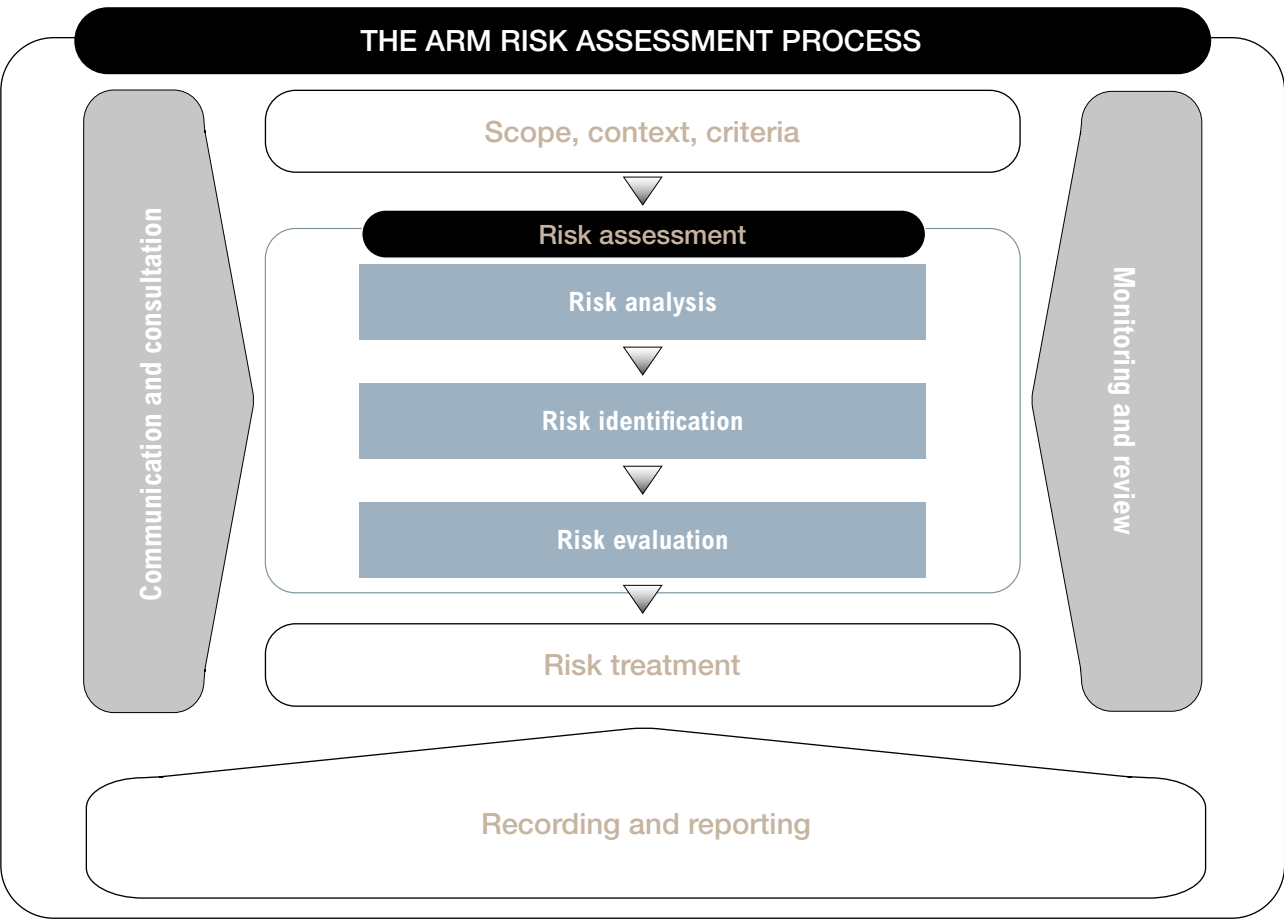 THE ARM RISK ASSESSMENT PROCESS
Communication and consultation
Scope, context, criteria
Risk assessment
Risk analysis
Risk identification
Risk evaluation
Risk treatment
Monitoring and review
Recording and reporting